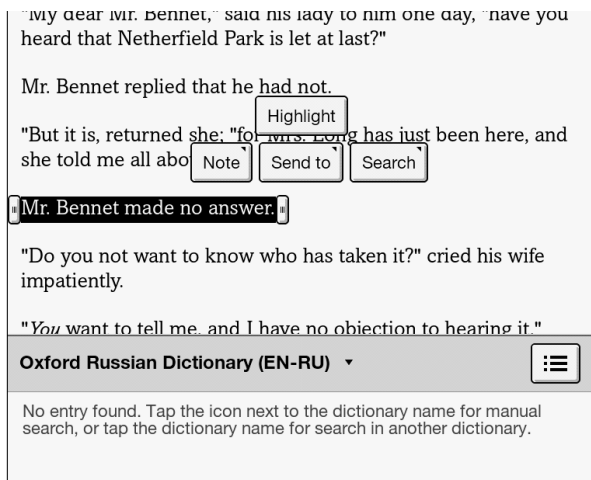 "My dear Mr. Bennet," said his lady to him one day, "have you
heard that Netherfield Park is let at last?"
Mr. Bennet replied that he had not.
Highlight
"But it is, returned she; "for Mrs. Long has just been here, and
she told me all abo
Note
Send to
Search
Mr. Bennet made no answer.
"Do you not want to know who has taken it?" cried his wife
impatiently.
"You want to tell me, and I have no objection to hearing it."
Oxford Russian Dictionary (EN-RU)
No entry found. Tap the icon next to the dictionary name for manual
search, or tap the dictionary name for search in another dictionary.